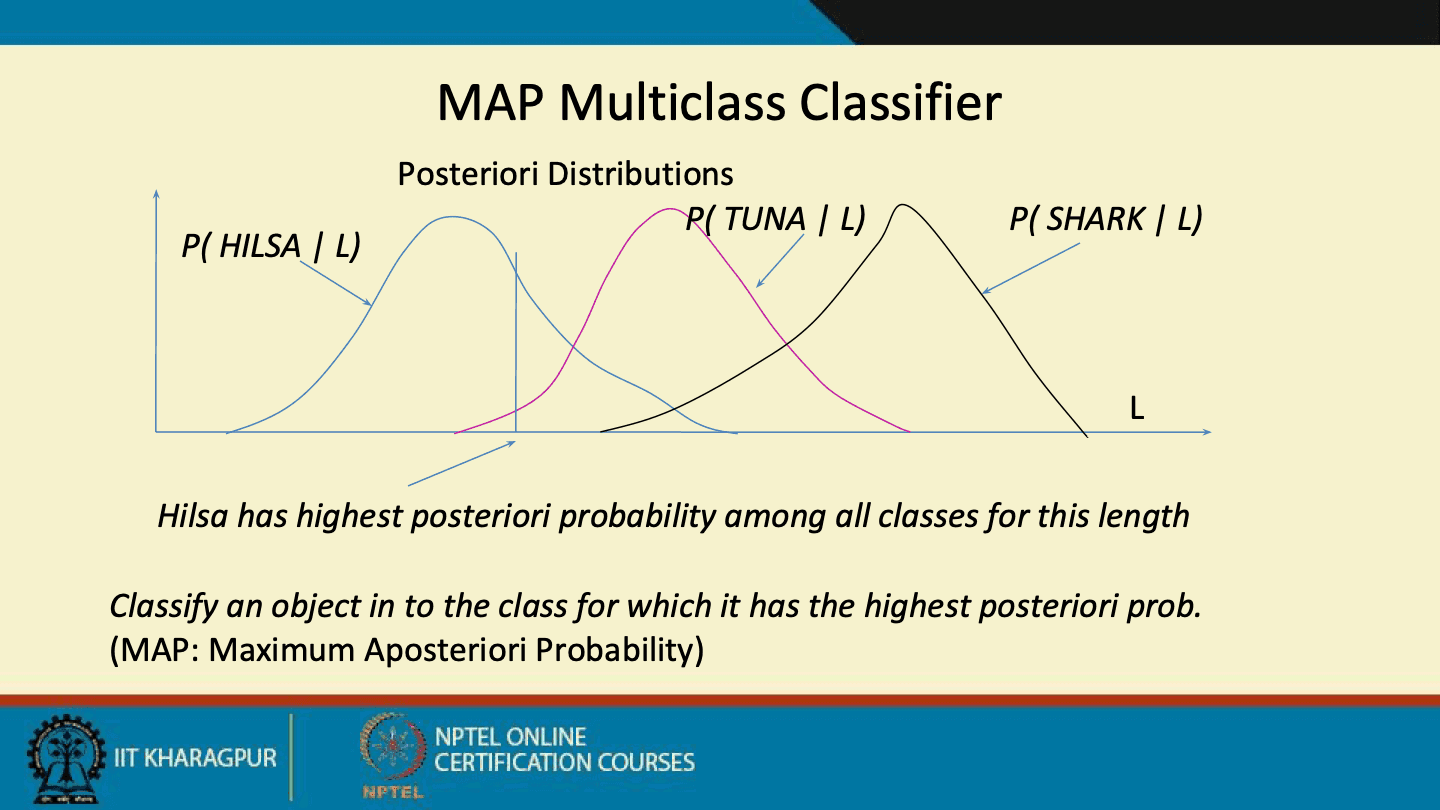 MAP Multiclass Classifier
Posteriori Distributions
P( HILSA | L)
P( TUNA | L)
P( SHARK | L)
L
Hilsa has highest posteriori probability among all classes for this length
Classify an object in to the class for which it has the highest posteriori prob.
(MAP: Maximum Aposteriori Probability)
IIT KHARAGPUR
NPTEL
NPTEL ONLINE
CERTIFICATION COURSES